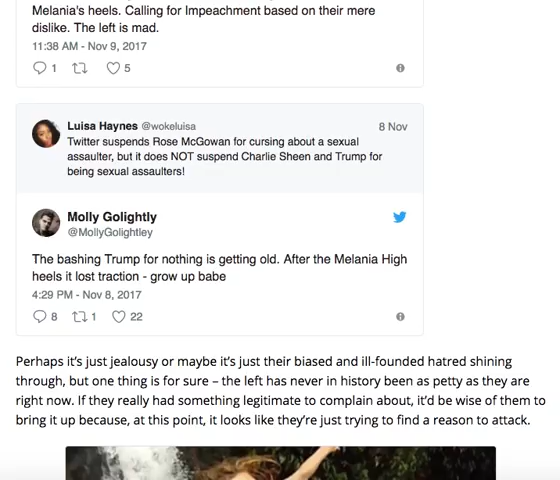 Melania's heels. Calling for Impeachment based on their mere
dislike. The left is mad.
11:38 AM - Nov 9, 2017
1 5
Luisa Haynes @wokeluisa 8 Nov
Twitter suspends Rose McGowan for cursing about a sexual
assaulter, but it does NOT suspend Charlie Sheen and Trump for
being sexual assaulters!
Molly Golightly
@MollyGolightley
The bashing Trump for nothing is getting old. After the Melania High
heels it lost traction - grow up babe
4:29 PM - Nov 8, 2017
8 1 22
Perhaps it's just jealousy or maybe it's just their biased and ill-founded hatred shining
through, but one thing is for sure – the left has never in history been as petty as they are
right now. If they really had something legitimate to complain about, it'd be wise of them to
bring it up because, at this point, it looks like they're just trying to find a reason to attack.